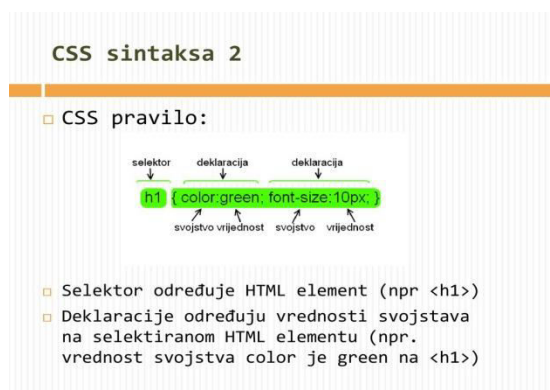 CSS sintaksa 2
CSS pravilo:
selektor deklaracija deklaracija
h1 { color:green; font-size:10px; }
svojstvo vrijednost svojstvo vrijednost
Selektor određuje HTML element (npr <h1>)
Deklaracije određuju vrednosti svojstava
na selektiranom HTML elementu (npr.
vrednost svojstva color je green na <h1>)